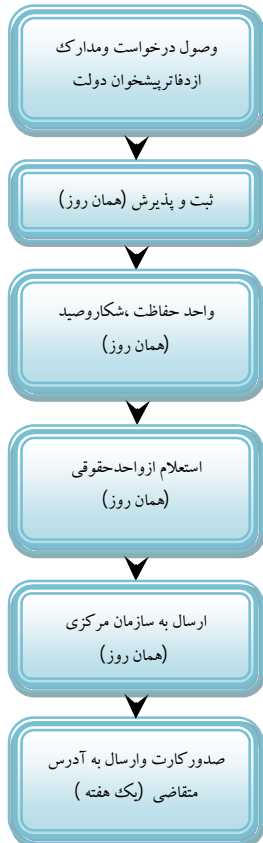 وصول درخواست ومدارک
ازدفاترپیشخوان دولت
ثبت و پذیرش (همان روز)
واحد حفاظت ،شکاروصید
(همان روز)
استعلام ازواحدحقوقی
(همان روز)
ارسال به سازمان مرکزی
(همان روز)
صدورکارت وارسال به آدرس
متقاضی (یک هفته )